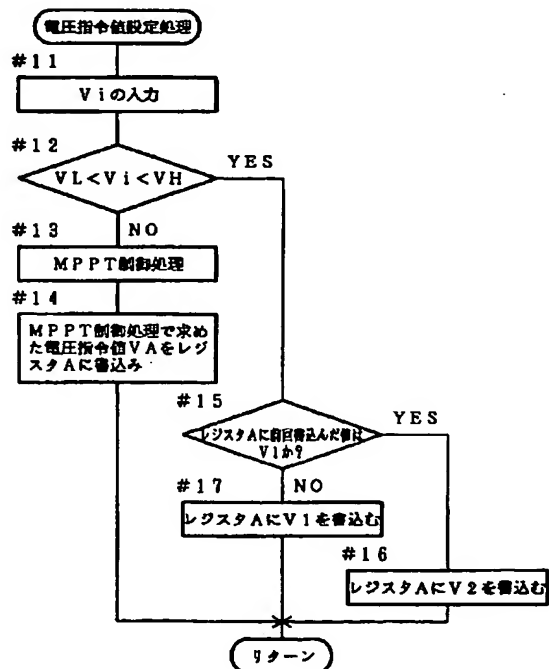 電圧指令値設定処理
#11
Viの入力
#12
YES
VL<Vi<VH
#13
NO
MPPT制御処理
#14
MPPT制御処理で求め
た電圧指令値VAをレジ
スタAに書込み
#15
YES
レジスタAに前回書込んだ値は
V1か?
#17
NO
レジスタAにV1を書込む
#16
レジスタAにV2を書込む
リターン